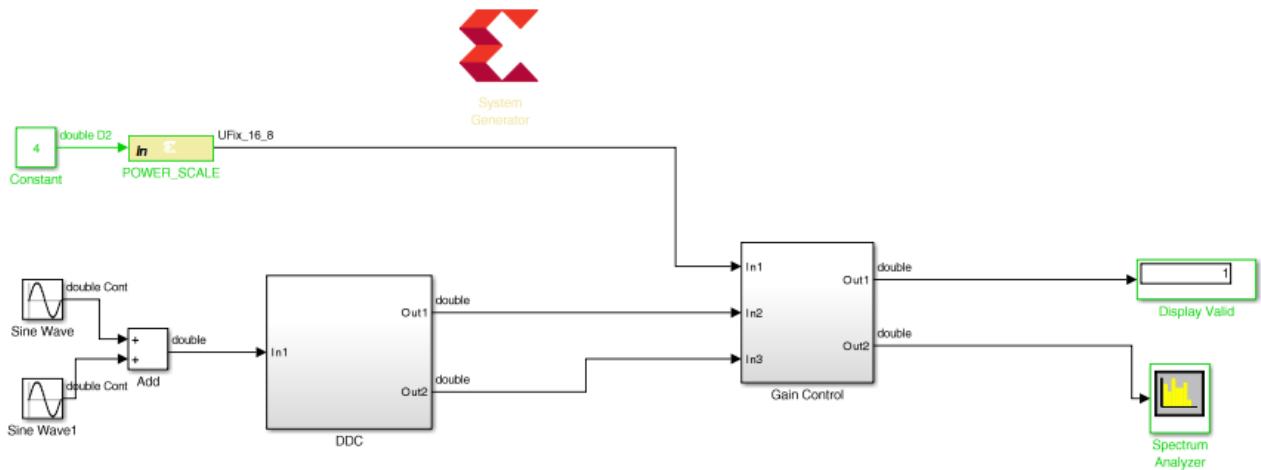 System
Generator
double D2
UFix_16_8
4
In
POWER_SCALE
Constant
double Cont
Sine Wave
double
Add
double Cont
Sine Wave1
In1
Out1
double
Out2
double
DDC
In1
In2
In3
Out1
double
Out2
double
Gain Control
1
Display Valid
Spectrum
Analyzer